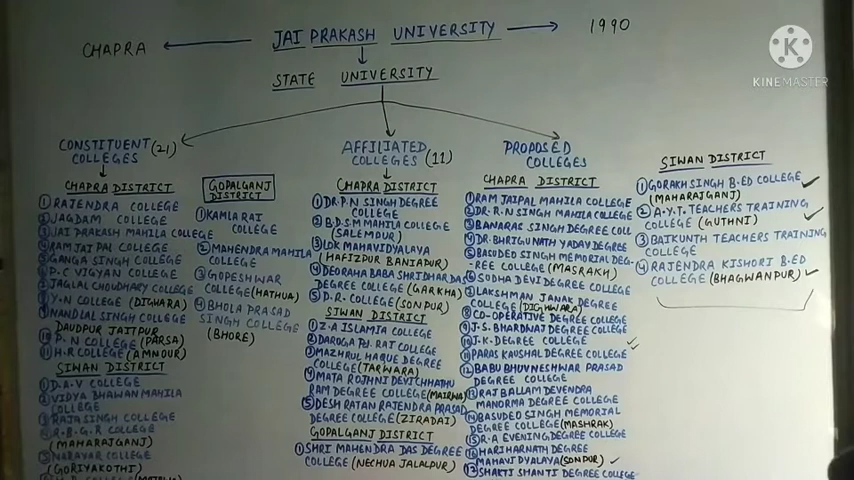 JAI PRAKASH UNIVERSITY
CHAPRA
1990
STATE UNIVERSITY
K
KINEMASTER
CONSTITUENT (21)
COLLEGES
CHAPRA DISTRICT
① RAJENDRA COLLEGE
② JAGDAM COLLEGE
③ JAI PRAKASH MAHILA COLLEGE
④ RAM JAI PAL COLLEGE
⑤ GANGA SINGH COLLEGE
⑥ P.C VIGYAN COLLEGE
⑦ JAGLAL CHOUDHARY COLLEGE
⑧ Y.N COLLEGE (DIGHARA)
⑨ NANDLAL SINGH COLLEGE
DAUDPUR JAITPUR
⑩ P.N COLLEGE (PARSA)
⑪ H.R COLLEGE (AMNOUR)
SIWAN DISTRICT
① D.A.V COLLEGE
② VIDYA BHAWAN MAHILA
COLLEGE
③ RAJA SINGH COLLEGE
④ R.B.G.R COLLEGE
(MAHARAJGANJ)
⑤ NARAYAN COLLEGE
(GORIYAKOTHI)
GOPALGANJ
DISTRICT
① KAMLA RAI
COLLEGE
② MAHENDRA MAHILA
COLLEGE
③ GOPESHWAR
COLLEGE (HATHUA)
④ BHOLA PRASAD
SINGH COLLEGE
(BHORE)
AFFILIATED
COLLEGES (11)
CHAPRA DISTRICT
① DR.P.N SINGH DEGREE
COLLEGE
② B.D.S.M MAHILA COLLEGE
(SALEMOUR)
③ LOK MAHAVIDYALAYA
(HAFIZPUR BANIAPUR)
④ DEORAHA BABA SHRIDHAR DAS
DEGREE COLLEGE (GARKHA)
⑤ D.R. COLLEGE (SONPUR)
SIWAN DISTRICT
① Z.A ISLAMIA COLLEGE
② DAROGA PD. RAI COLLEGE
③ MAZHRUL HAQUE DEGREE
COLLEGE (TARWARA)
④ MATA ROJHNI DEVI CHHATHU
RAM DEGREE COLLEGE (MAIRWA)
⑤ DESH RATAN RAJENDRA PRASAD
DEGREE COLLEGE (ZIRADAI)
GOPALGANJ DISTRICT
① SHRI MAHENDRA DAS DEGREE
COLLEGE (NECHUA JALALPUR)
PROPOSED
COLLEGES
CHAPRA DISTRICT
① RAM JAIPAL MAHILA COLLEGE
② DR.R.N SINGH MAHILA COLLEGE
③ BANARAS SINGH DEGREE COLL
④ DR BHRIGUNATH YADAV DEGREE
⑤ BASUDEO SINGH MEMORIAL DEG-
REE COLLEGE (MASRAKH)
⑥ SOBHA DEVI DEGREE COLLEGE
⑦ LAKSHMAN JANAK DEGREE
COLLEGE (DIGHWARA)
⑧ CO-OPERATIVE DEGREE COLLEGE
⑨ J.S. BHARDWAJ DEGREE COLLEGE
⑩ J.K. DEGREE COLLEGE
⑪ PARAS KAUSHAL DEGREE COLLEGE
⑫ BABU BHUVNESHWAR PRASAD
DEGREE COLLEGE
⑬ RAJ BALLAM DEVENDRA
MANORMA DEGREE COLLEGE
⑭ BASUDEO SINGH MEMORIAL
DEGREE COLLEGE (MASHRAK)
⑮ R.A EVENING DEGREE COLLEGE
⑯ HARIHARNATH DEGREE
MAHAVIDYALAYA (SONPUR)
⑰ SHAKTI SHANTI DEGREE COLLEGE
SIWAN DISTRICT
① GORAKH SINGH B.ED COLLEGE
(MAHARAJGANJ)
② A.Y.T. TEACHERS TRAINING
COLLEGE (GUTHNI)
③ BAIKUNTH TEACHERS TRAINING
COLLEGE
④ RAJENDRA KISHORI B.ED
COLLEGE (BHAGWANPUR)